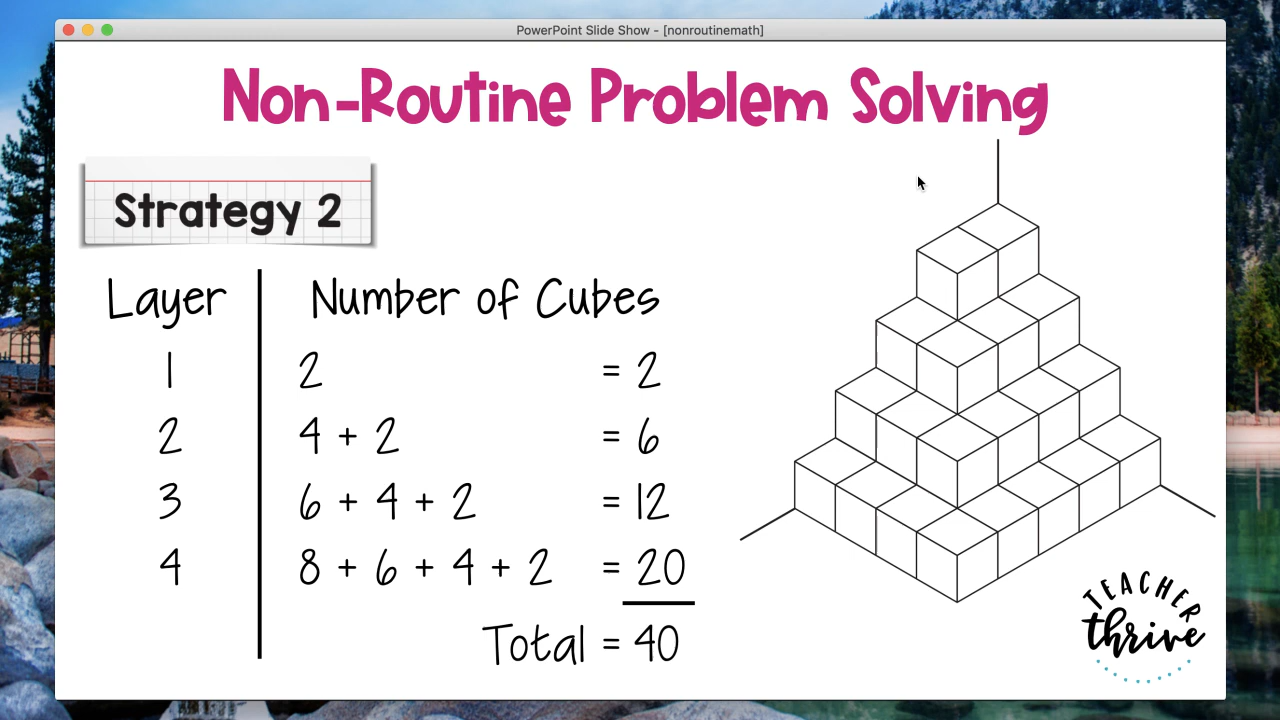 PowerPoint Slide Show - [nonroutinemath]
Non-Routine Problem Solving
Strategy 2
Layer Number of Cubes
1 2 = 2
2 4 + 2 = 6
3 6 + 4 + 2 = 12
4 8 + 6 + 4 + 2 = 20
Total = 40
TEACHER
thrive